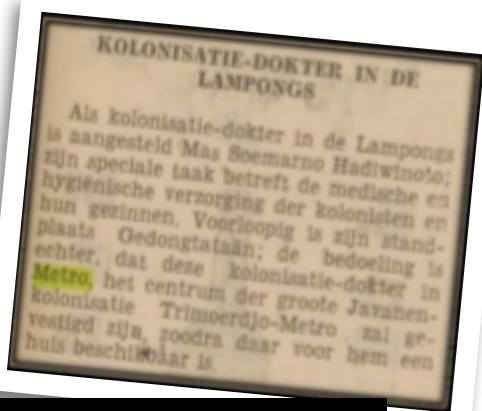 KOLONISATIE-DOKTER IN DE
LAMPONGS
Als kolonisatie-dokter in de Lampongs
is aangesteld Mas Soemarno Hadiwinoto;
zijn speciale taak betreft de medische en
hygiënische verzorging der kolonisten en
hun gezinnen. Voorloopig is zijn stand-
plaats Gedongtataän; de bedoeling is
echter, dat deze kolonisatie-dokter in
Metro, het centrum der groote Javanen-
kolonisatie Trimoerdjo-Metro zal ge-
vestigd zijn, zoodra daar voor hem een
huis beschikbaar is.